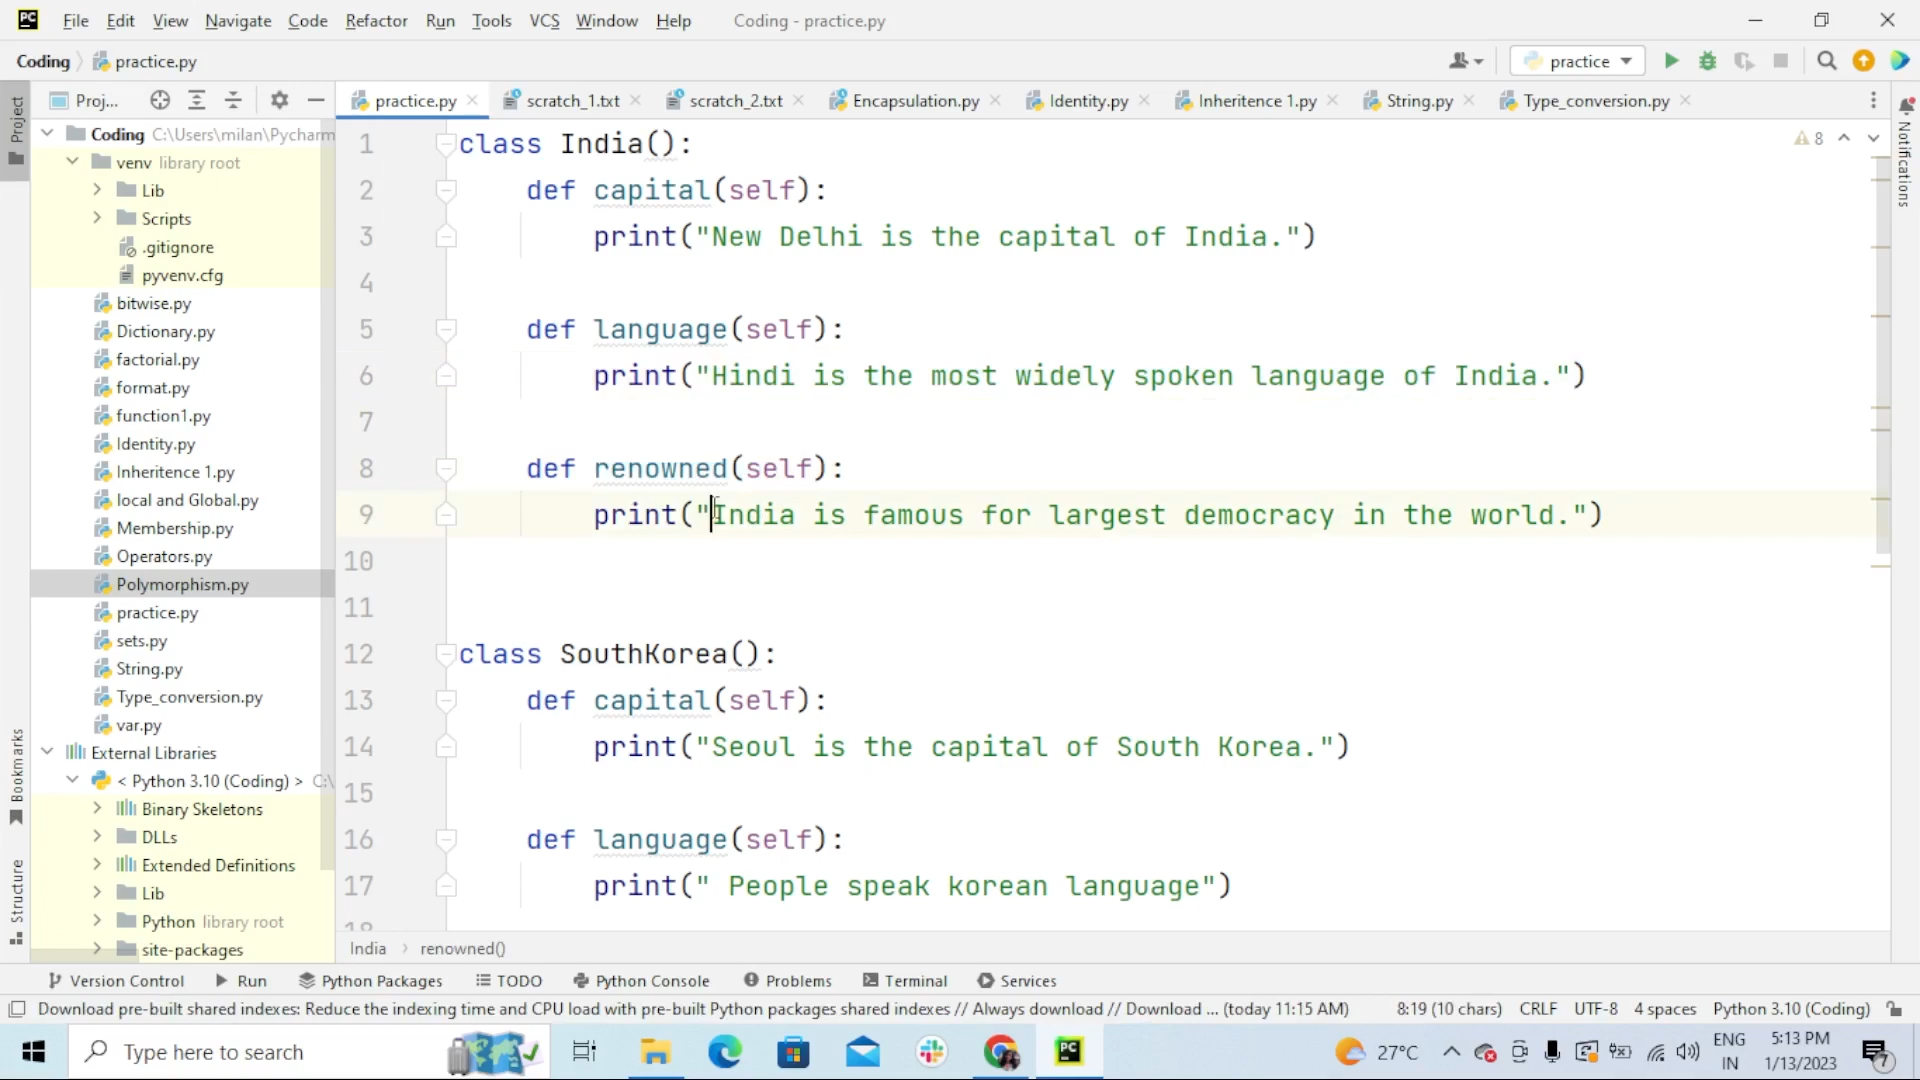 PC File Edit View Navigate Code Refactor Run Tools VCS Window Help Coding - practice.py
Coding practice.py practice
Project Proj... practice.py scratch_1.txt scratch_2.txt Encapsulation.py Identity.py Inheritence 1.py String.py Type_conversion.py
Notifications
Coding C:\Users\milan\Pycharm
venv library root
Lib
Scripts
.gitignore
pyvenv.cfg
bitwise.py
Dictionary.py
factorial.py
format.py
function1.py
Identity.py
Inheritence 1.py
local and Global.py
Membership.py
Operators.py
Polymorphism.py
practice.py
sets.py
String.py
Type_conversion.py
var.py
External Libraries
< Python 3.10 (Coding) > C:\
Binary Skeletons
DLLs
Extended Definitions
Lib
Python library root
site-packages
Bookmarks
Structure
8
1 class India():
2 def capital(self):
3 print("New Delhi is the capital of India.")
4
5 def language(self):
6 print("Hindi is the most widely spoken language of India.")
7
8 def renowned(self):
9 print("India is famous for largest democracy in the world.")
10
11
12 class SouthKorea():
13 def capital(self):
14 print("Seoul is the capital of South Korea.")
15
16 def language(self):
17 print(" People speak korean language")
18
India renowned()
Version Control Run Python Packages TODO Python Console Problems Terminal Services
Download pre-built shared indexes: Reduce the indexing time and CPU load with pre-built Python packages shared indexes // Always download // Download ... (today 11:15 AM) 8:19 (10 chars) CRLF UTF-8 4 spaces Python 3.10 (Coding)
Type here to search PC 27°C ENG IN 5:13 PM 1/13/2023 7